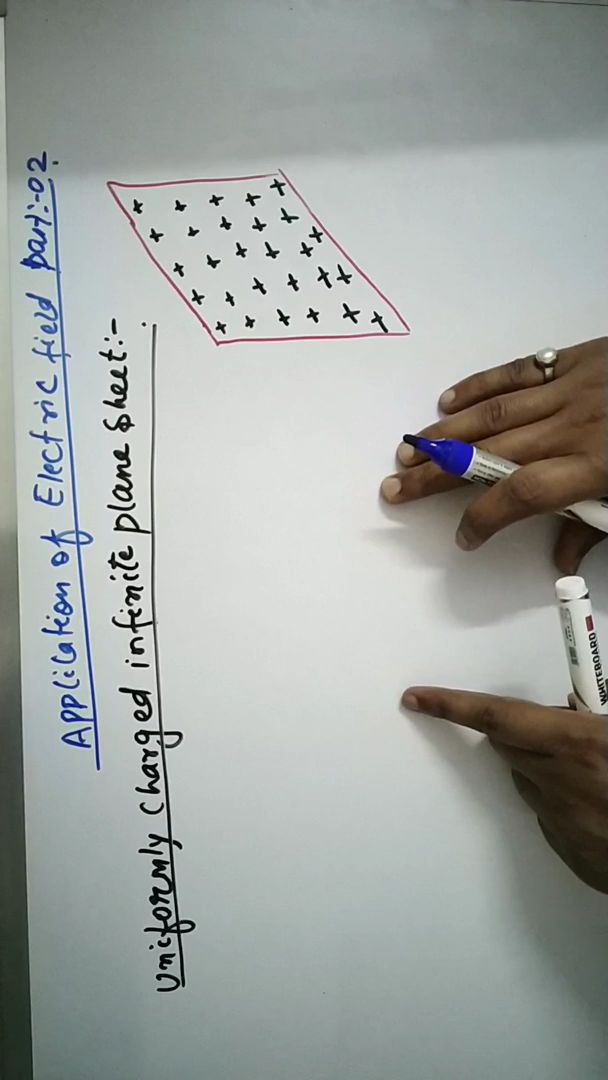 Application of Electric field part:-02.
Uniformly Charged infinite plane sheet:-
+ + + + +
+ + + + +
+ + + + +
+ + + + + +
+ + + + + +
WHITEBOARD